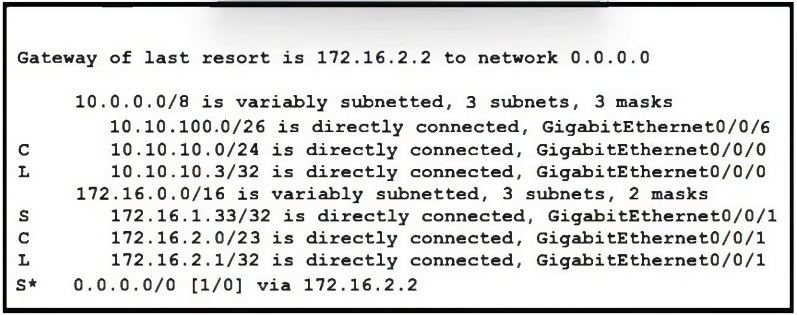 Gateway of last resort is 172.16.2.2 to network 0.0.0.0
10.0.0.0/8 is variably subnetted, 3 subnets, 3 masks
10.10.100.0/26 is directly connected, GigabitEthernet0/0/6
C 10.10.10.0/24 is directly connected, GigabitEthernet0/0/0
L 10.10.10.3/32 is directly connected, GigabitEthernet0/0/0
172.16.0.0/16 is variably subnetted, 3 subnets, 2 masks
S 172.16.1.33/32 is directly connected, GigabitEthernet0/0/1
C 172.16.2.0/23 is directly connected, GigabitEthernet0/0/1
L 172.16.2.1/32 is directly connected, GigabitEthernet0/0/1
S* 0.0.0.0/0 [1/0] via 172.16.2.2